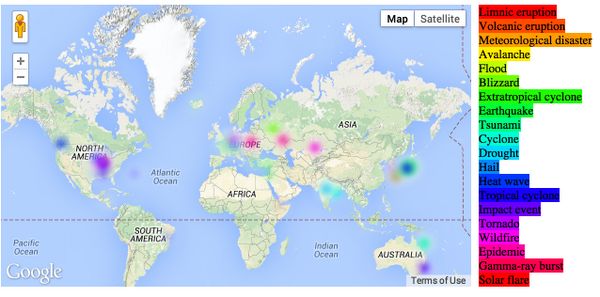 Map
Satellite
NORTH
AMERICA
Atlantic
Ocean
EUROPE
ASIA
AFRICA
SOUTH
AMERICA
Pacific
Ocean
Indian
Ocean
AUSTRALIA
Google
Terms of Use
Limnic eruption
Volcanic eruption
Meteorological disaster
Avalanche
Flood
Blizzard
Extratropical cyclone
Earthquake
Tsunami
Cyclone
Drought
Hail
Heat wave
Tropical cyclone
Impact event
Tornado
Wildfire
Epidemic
Gamma-ray burst
Solar flare